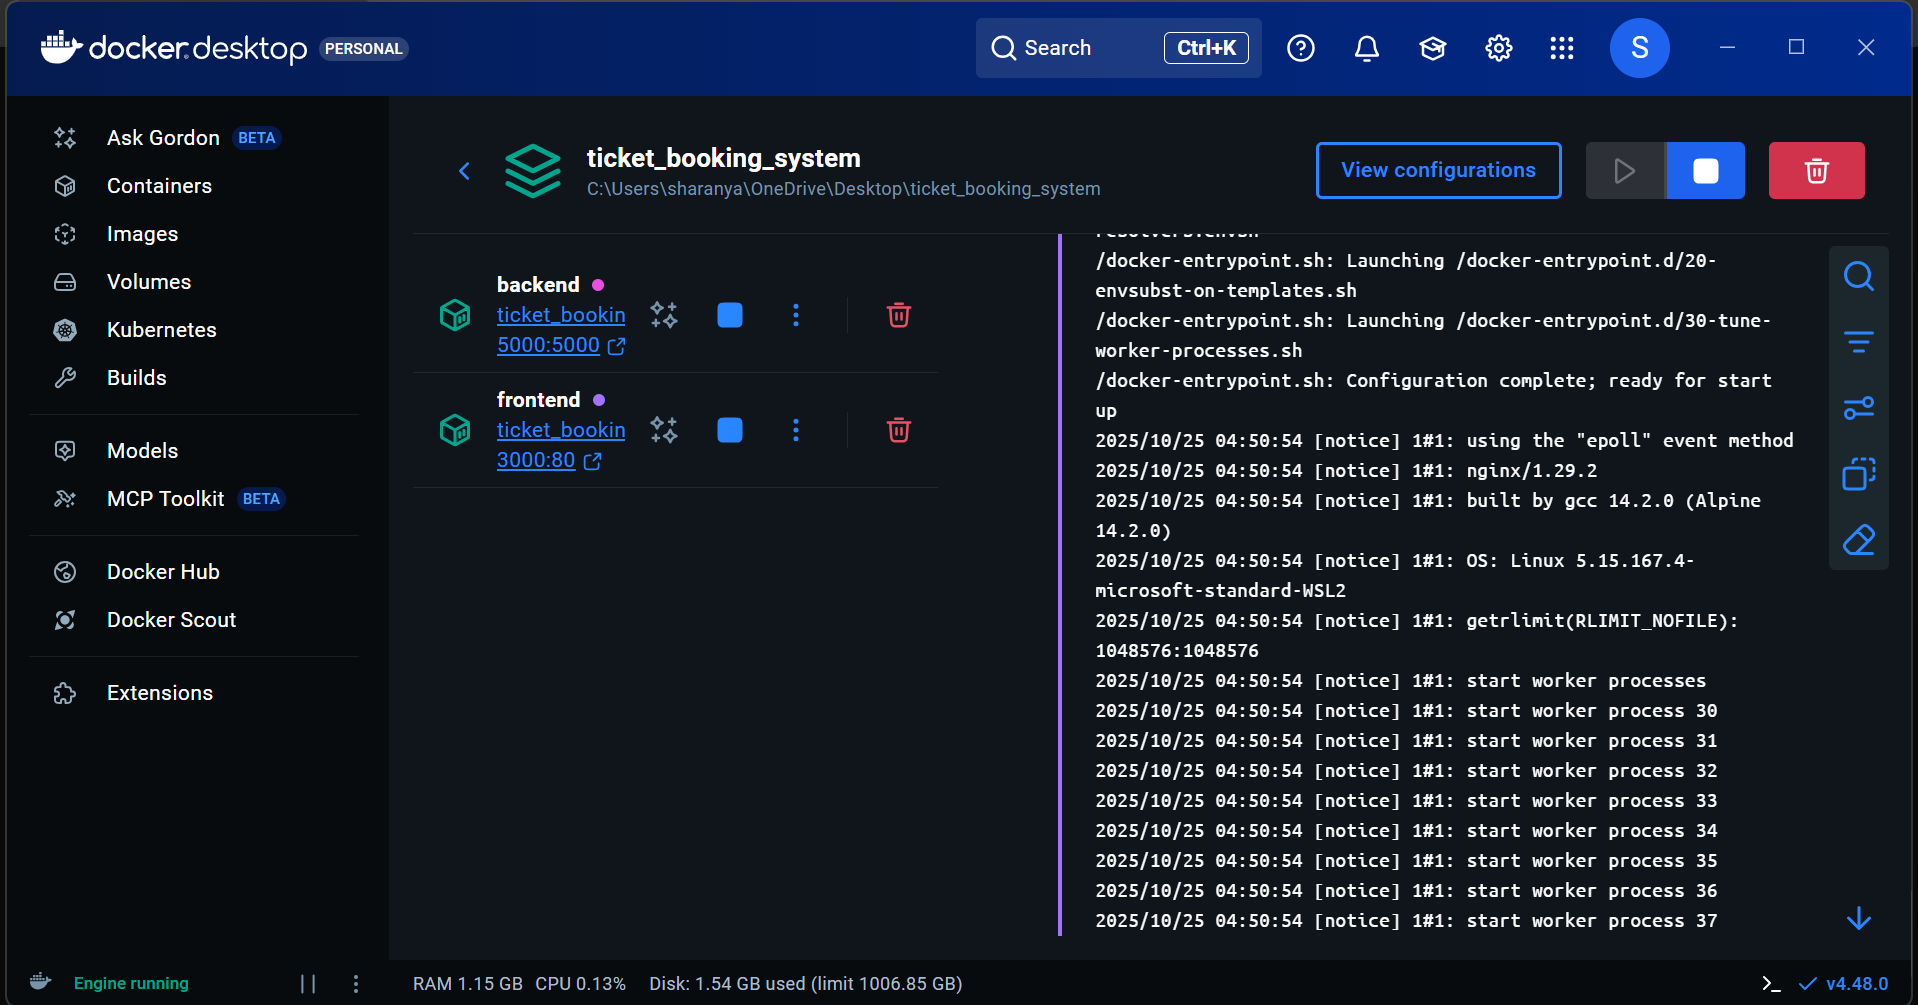 docker desktop PERSONAL
Search
Ctrl+K
S
Ask Gordon BETA
Containers
Images
Volumes
Kubernetes
Builds
Models
MCP Toolkit BETA
Docker Hub
Docker Scout
Extensions
ticket_booking_system
C:\Users\sharanya\OneDrive\Desktop\ticket_booking_system
View configurations
backend
ticket_bookin
5000:5000
frontend
ticket_bookin
3000:80
resolvers.envsh
/docker-entrypoint.sh: Launching /docker-entrypoint.d/20-
envsubst-on-templates.sh
/docker-entrypoint.sh: Launching /docker-entrypoint.d/30-tune-
worker-processes.sh
/docker-entrypoint.sh: Configuration complete; ready for start
up
2025/10/25 04:50:54 [notice] 1#1: using the "epoll" event method
2025/10/25 04:50:54 [notice] 1#1: nginx/1.29.2
2025/10/25 04:50:54 [notice] 1#1: built by gcc 14.2.0 (Alpine
14.2.0)
2025/10/25 04:50:54 [notice] 1#1: OS: Linux 5.15.167.4-
microsoft-standard-WSL2
2025/10/25 04:50:54 [notice] 1#1: getrlimit(RLIMIT_NOFILE):
1048576:1048576
2025/10/25 04:50:54 [notice] 1#1: start worker processes
2025/10/25 04:50:54 [notice] 1#1: start worker process 30
2025/10/25 04:50:54 [notice] 1#1: start worker process 31
2025/10/25 04:50:54 [notice] 1#1: start worker process 32
2025/10/25 04:50:54 [notice] 1#1: start worker process 33
2025/10/25 04:50:54 [notice] 1#1: start worker process 34
2025/10/25 04:50:54 [notice] 1#1: start worker process 35
2025/10/25 04:50:54 [notice] 1#1: start worker process 36
2025/10/25 04:50:54 [notice] 1#1: start worker process 37
Engine running
RAM 1.15 GB CPU 0.13% Disk: 1.54 GB used (limit 1006.85 GB)
v4.48.0